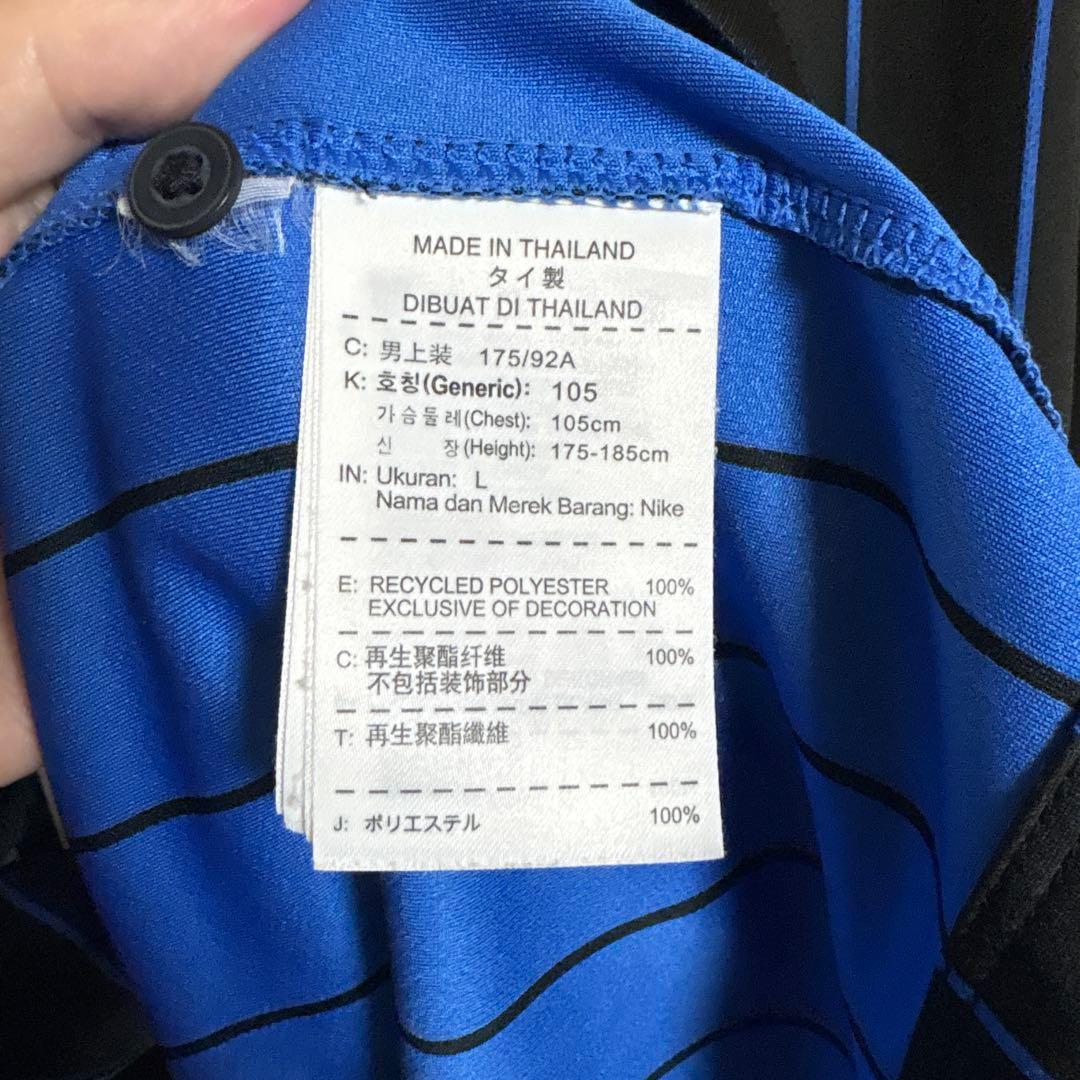 MADE IN THAILAND
タイ製
DIBUAT DI THAILAND
C: 男上装 175/92A
K: 호칭(Generic): 105
가슴둘레(Chest): 105cm
신 장(Height): 175-185cm
IN: Ukuran: L
Nama dan Merek Barang: Nike
E: RECYCLED POLYESTER 100%
EXCLUSIVE OF DECORATION
C: 再生聚酯纤维 100%
不包括装饰部分
T: 再生聚酯纖維 100%
J: ポリエステル 100%